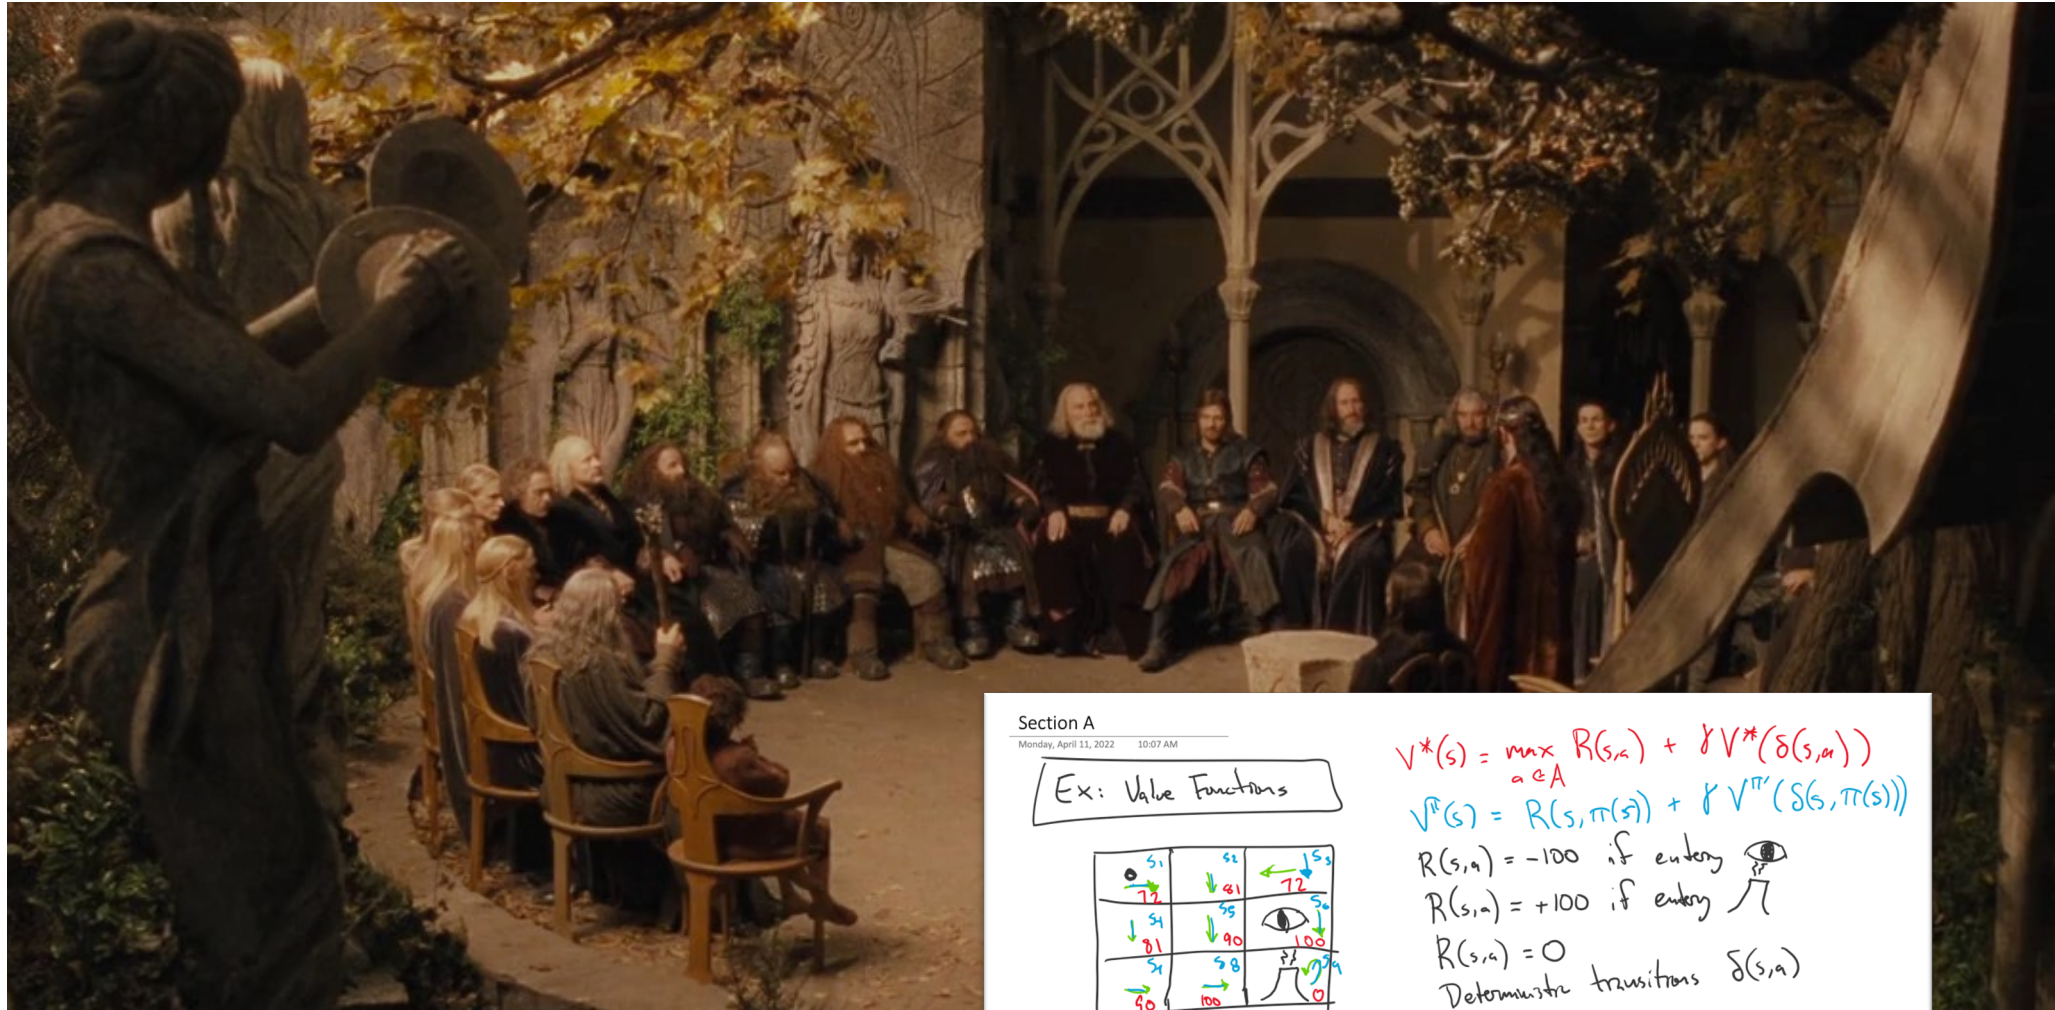 Section A
Monday, April 11, 2022 10:07 AM
Ex: Value Functions
V*(s) = max R(s,a) + γV*(δ(s,a))
a∈A
V^π(s) = R(s,π(s)) + γV^π(δ(s,π(s)))
R(s,a) = -100 if entering
R(s,a) = +100 if entering
R(s,a) = 0
Deterministic transitions δ(s,a)
S1 S2 S3
72 81 72
S4 S5 S6
81 90 100
S8 S9
90 100 0